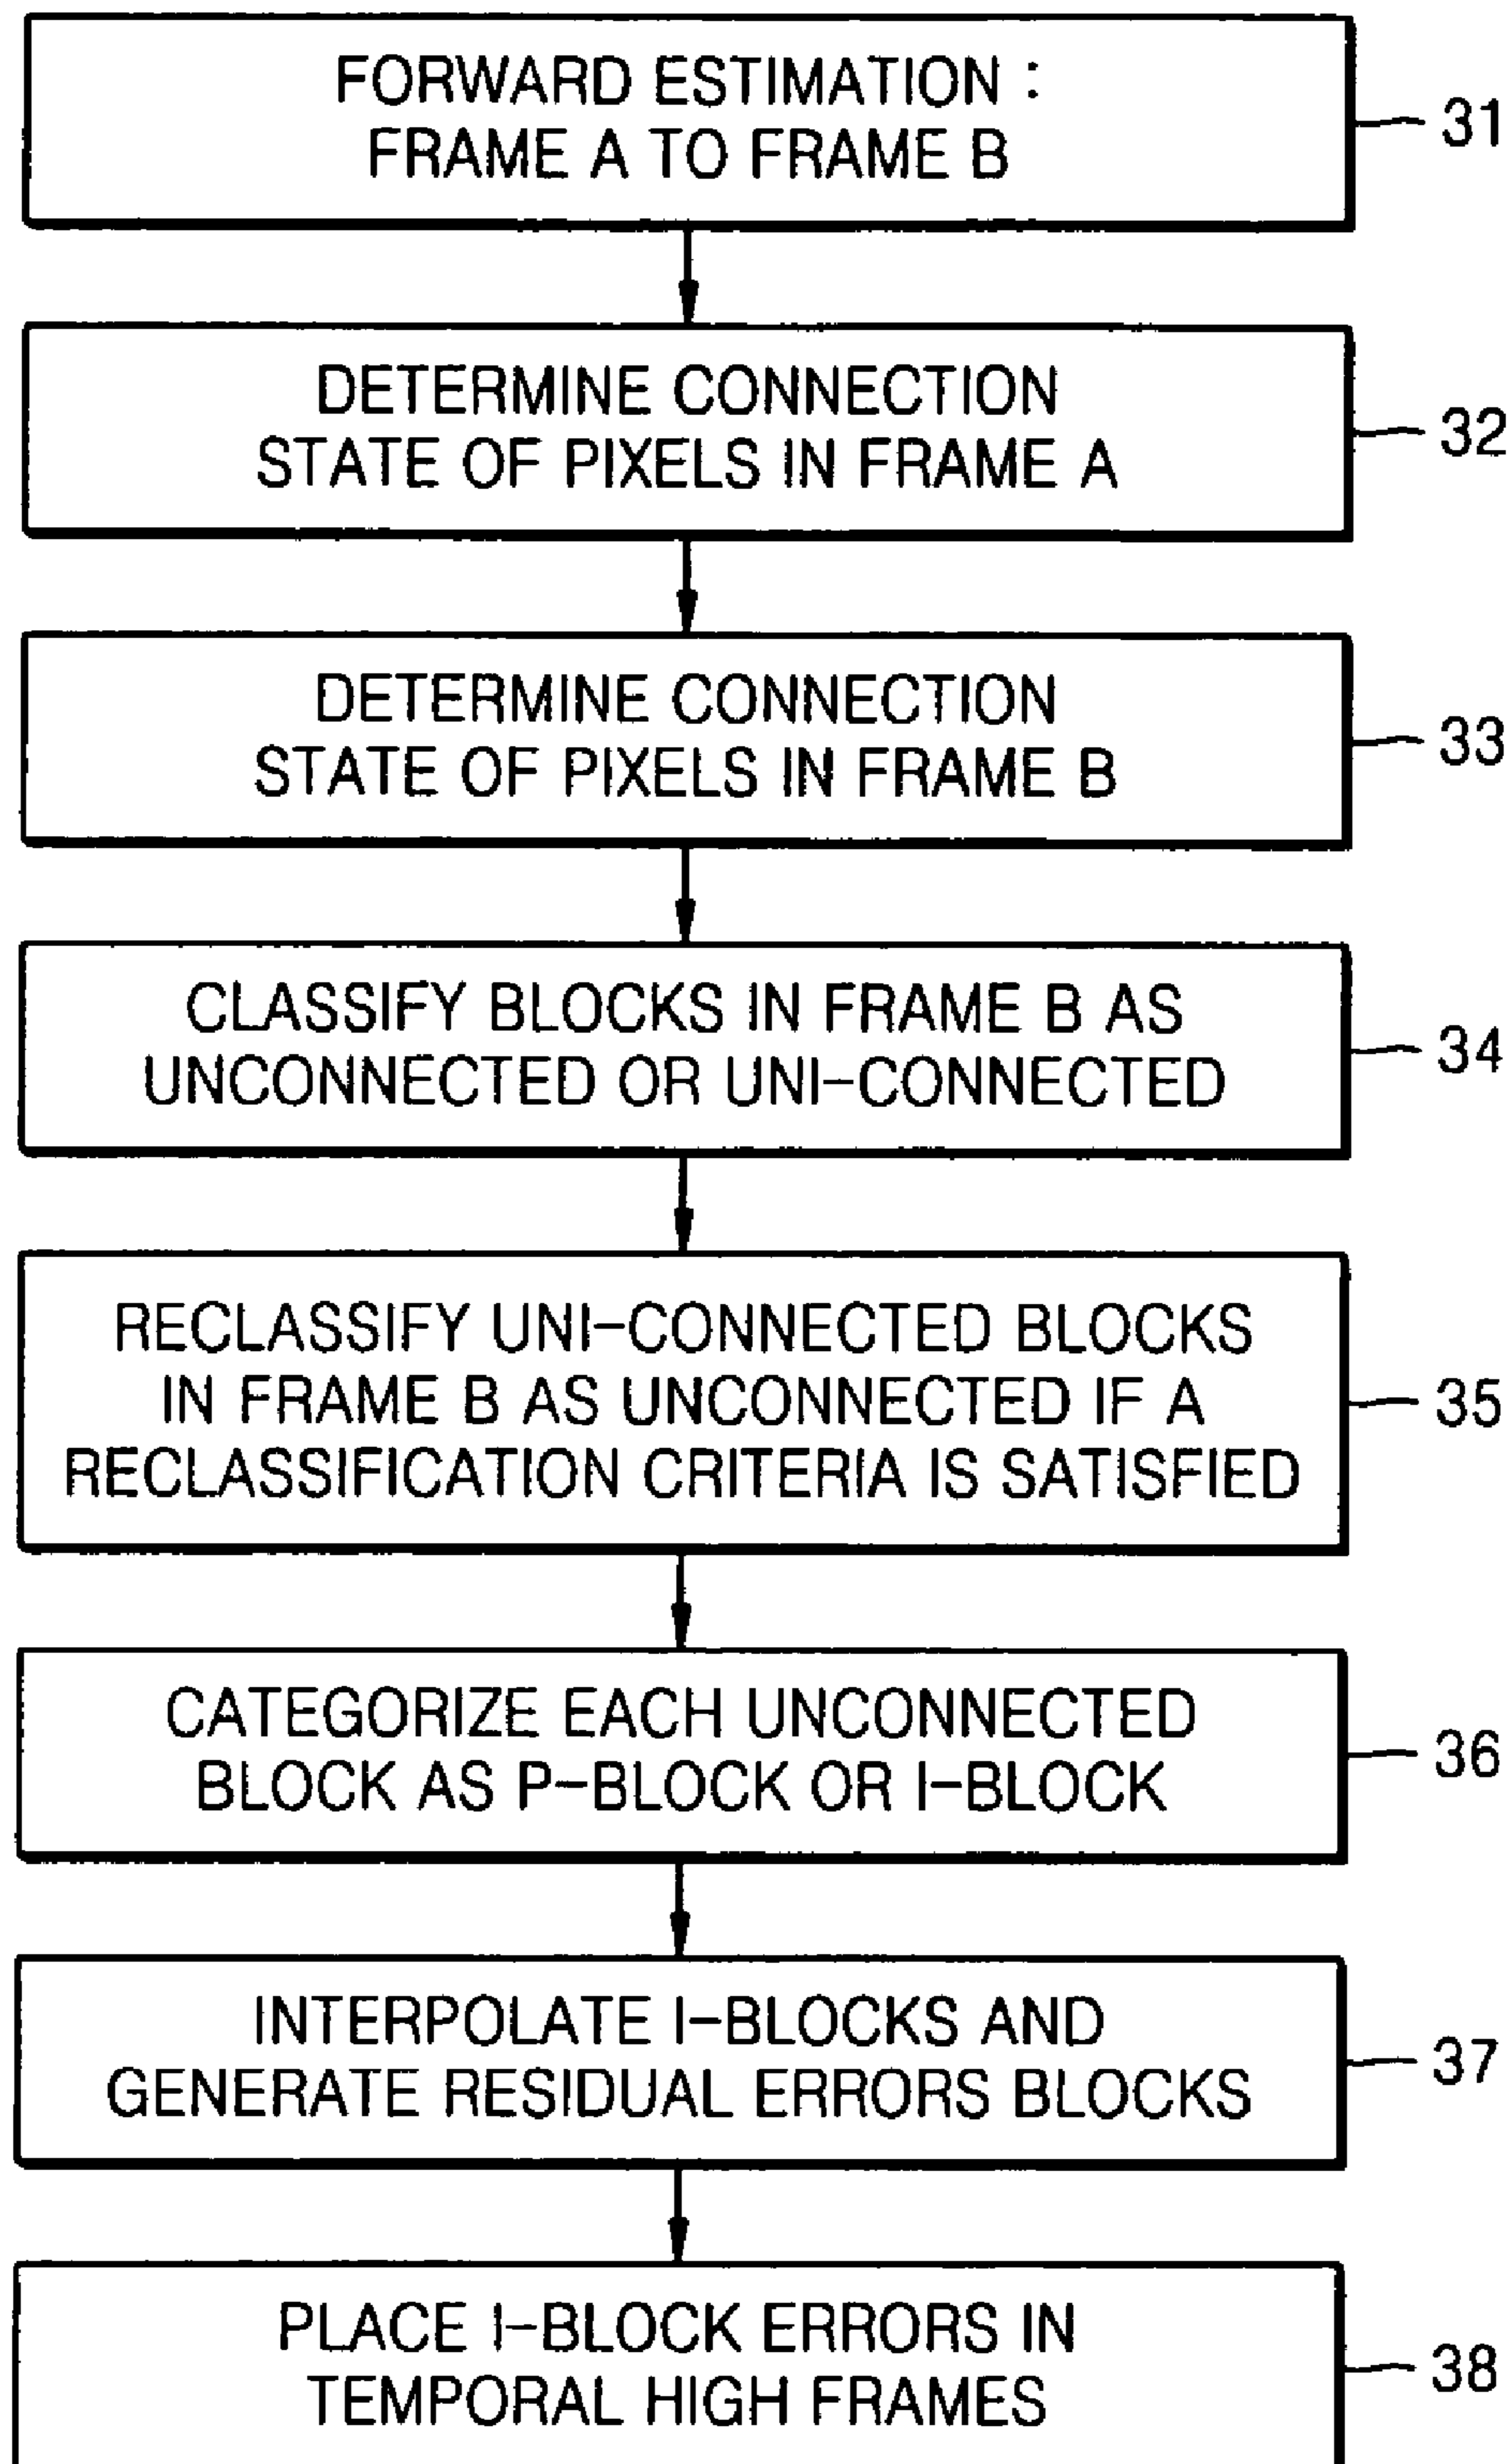 FORWARD ESTIMATION :
FRAME A TO FRAME B
31
DETERMINE CONNECTION
STATE OF PIXELS IN FRAME A
32
DETERMINE CONNECTION
STATE OF PIXELS IN FRAME B
33
CLASSIFY BLOCKS IN FRAME B AS
UNCONNECTED OR UNI-CONNECTED
34
RECLASSIFY UNI-CONNECTED BLOCKS
IN FRAME B AS UNCONNECTED IF A
RECLASSIFICATION CRITERIA IS SATISFIED
35
CATEGORIZE EACH UNCONNECTED
BLOCK AS P-BLOCK OR I-BLOCK
36
INTERPOLATE I-BLOCKS AND
GENERATE RESIDUAL ERRORS BLOCKS
37
PLACE I-BLOCK ERRORS IN
TEMPORAL HIGH FRAMES
38